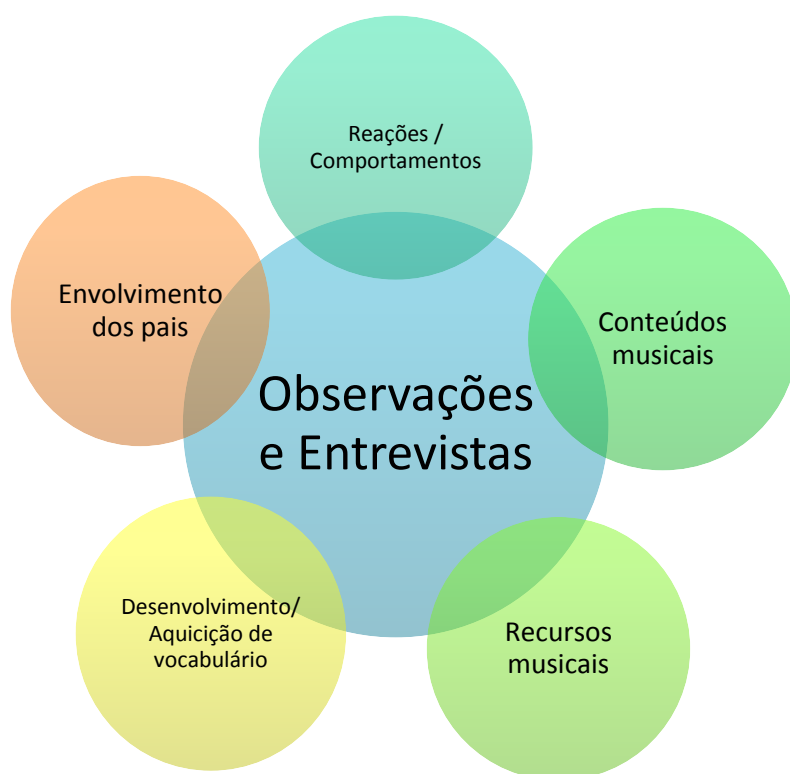 Reações /
Comportamentos
Envolvimento
dos pais
Conteúdos
musicais
Observações
e Entrevistas
Desenvolvimento/
Aquicição de
vocabulário
Recursos
musicais